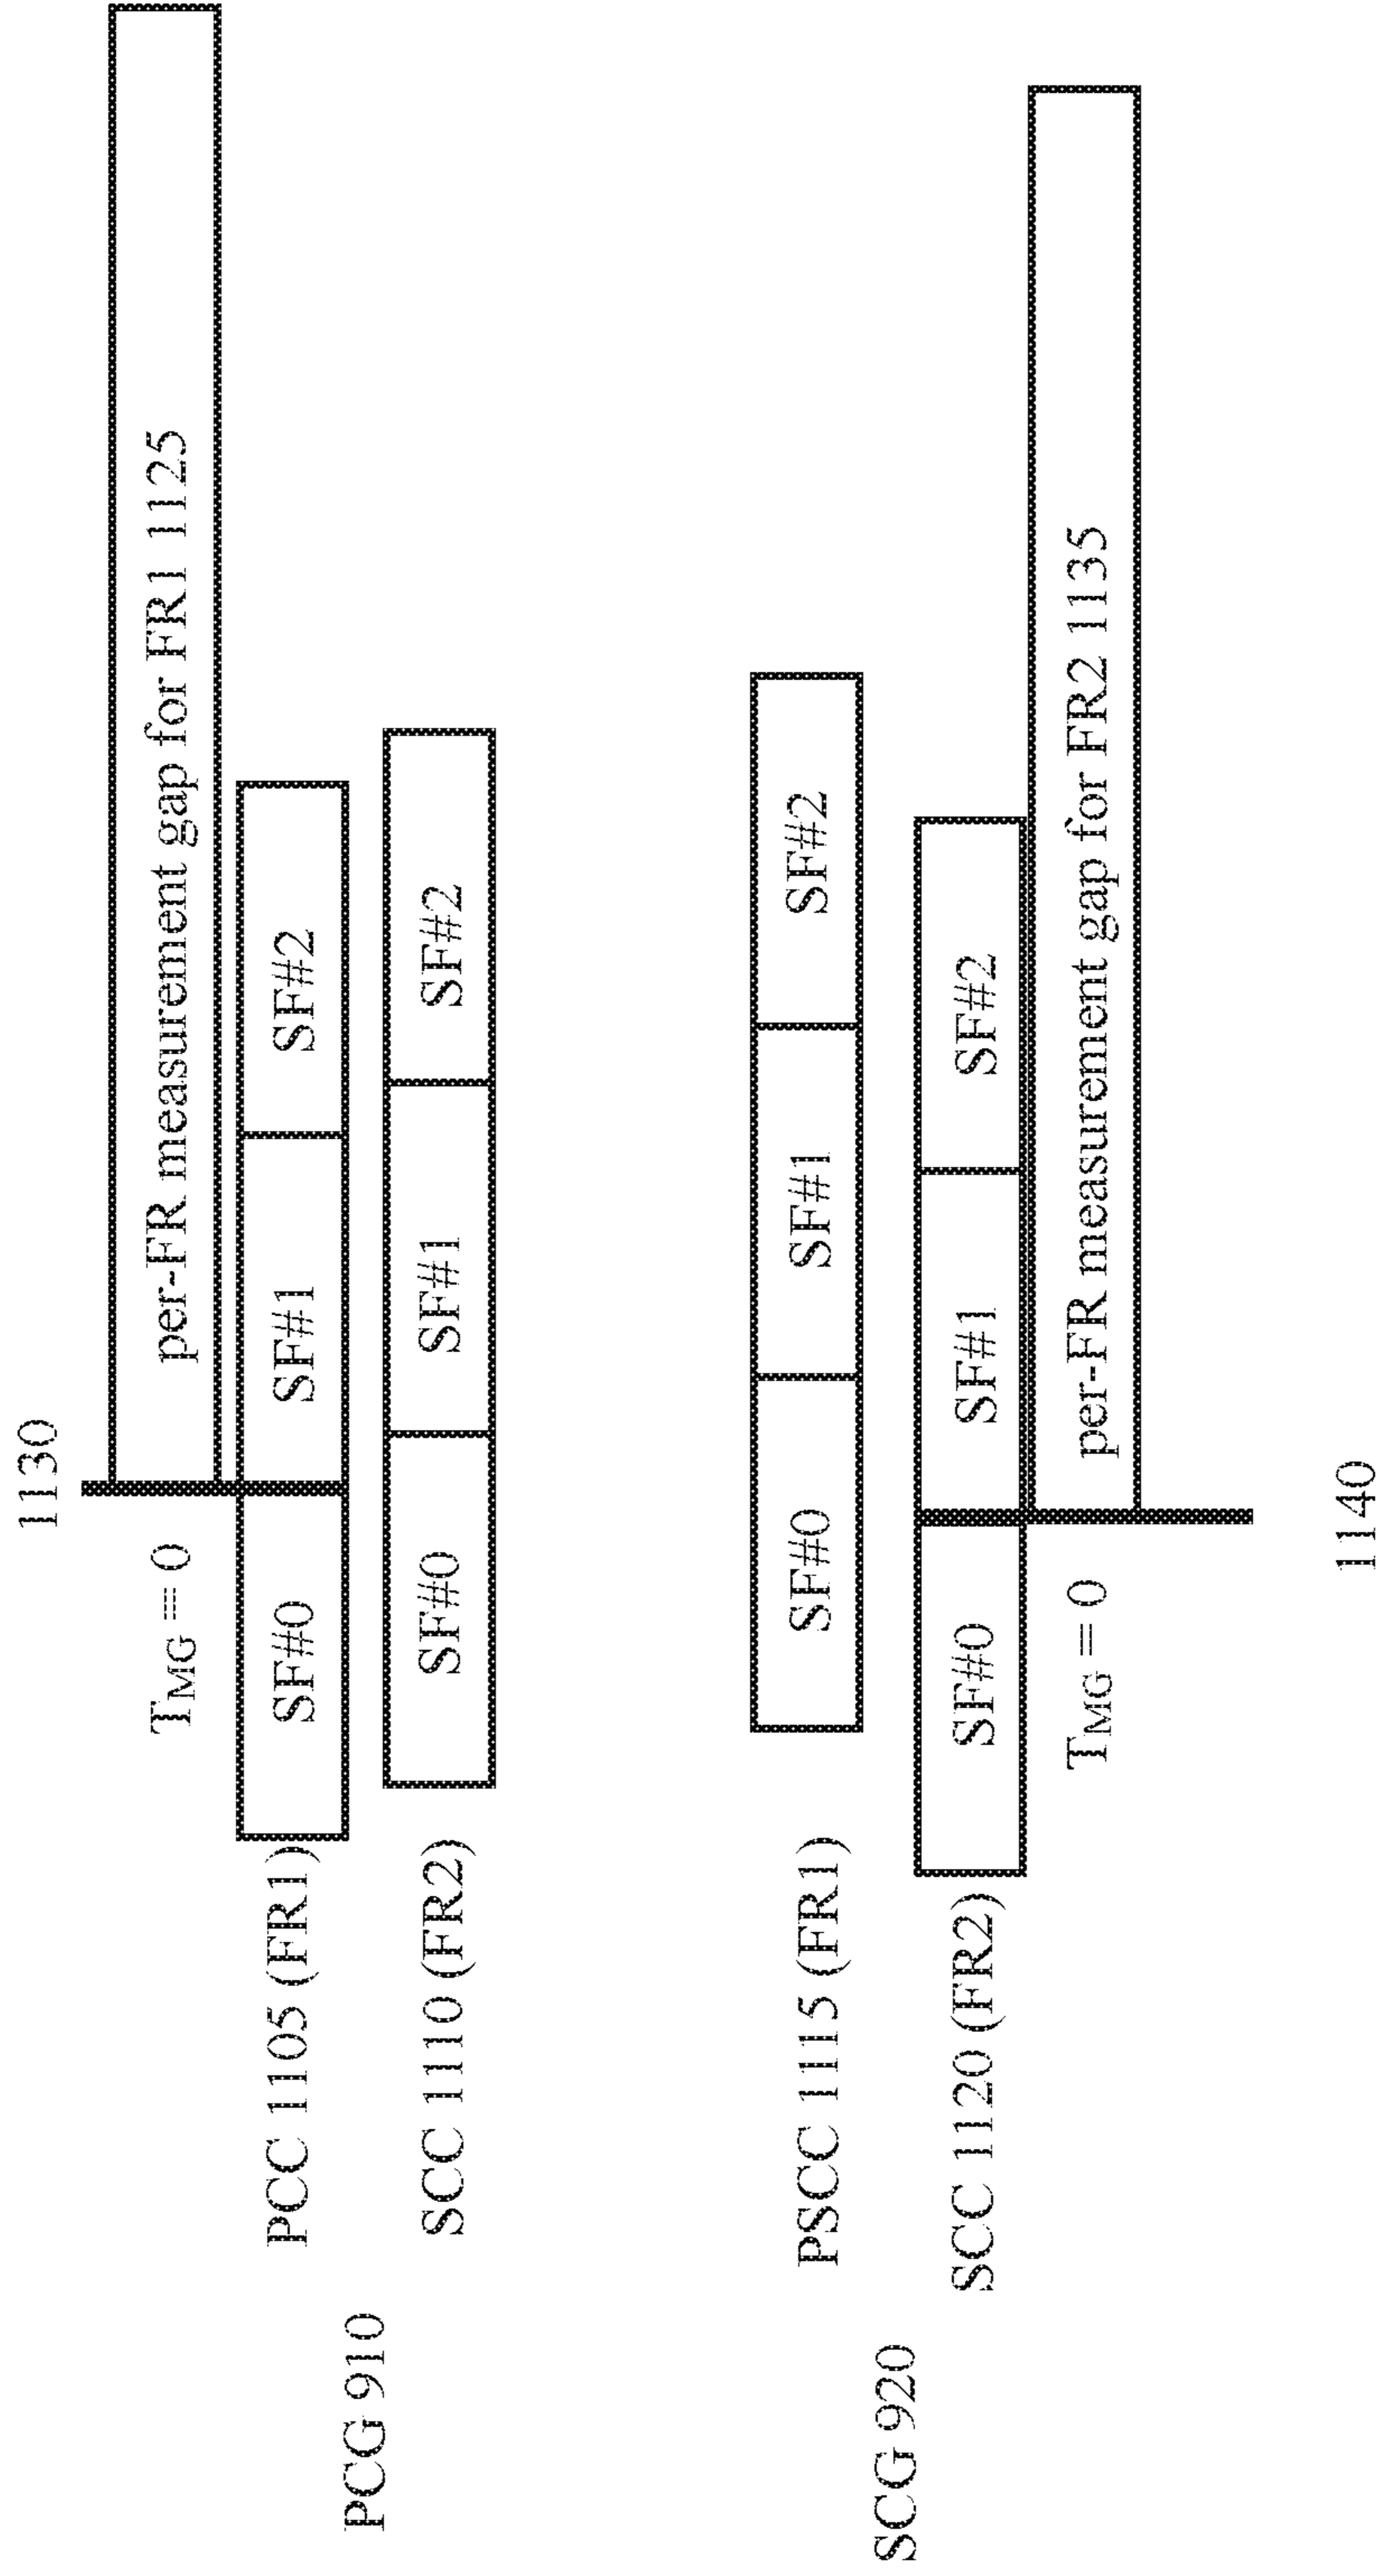 1130
T_MG = 0
per-FR measurement gap for FR1 1125
PCG 910
PCC 1105 (FR1)
SF#0
SF#1
SF#2
SCC 1110 (FR2)
SF#0
SF#1
SF#2
SCG 920
PSCC 1115 (FR1)
SF#0
SF#1
SF#2
SCC 1120 (FR2)
SF#0
SF#1
SF#2
T_MG = 0
per-FR measurement gap for FR2 1135
1140